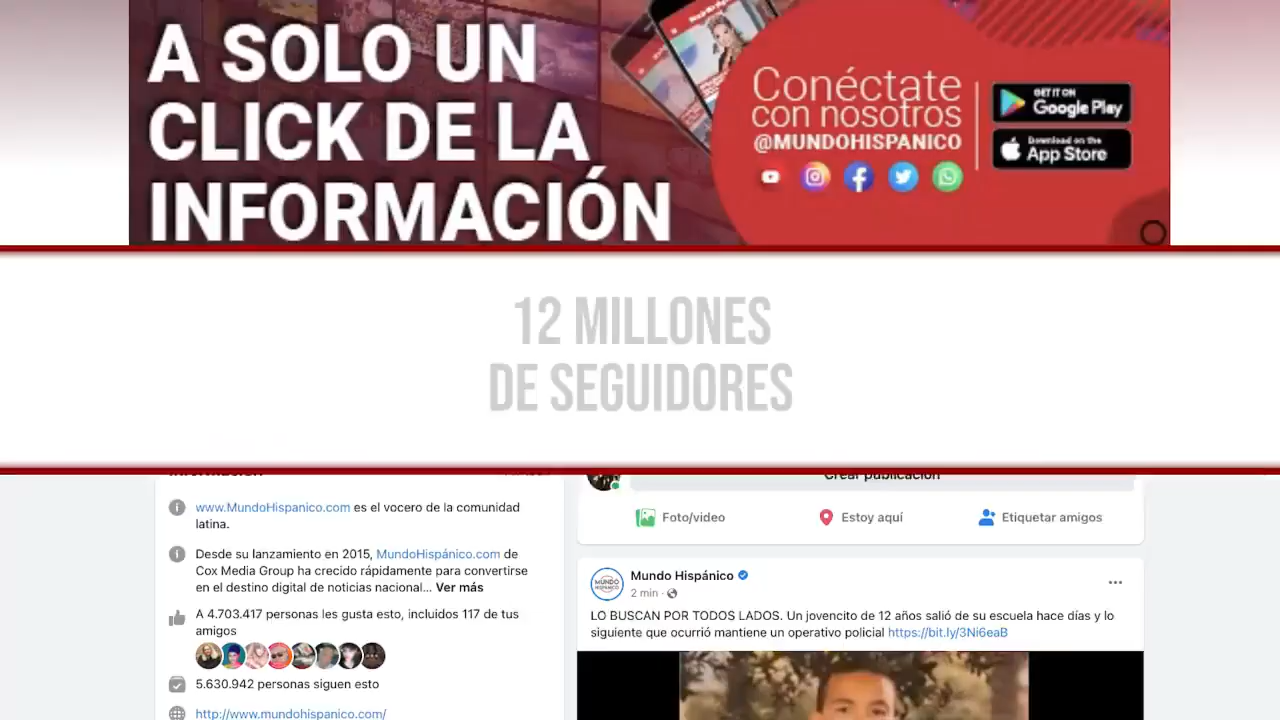 A SOLO UN
CLICK DE LA
INFORMACIÓN
Conéctate
con nosotros
@MUNDOHISPANICO
GET IT ON
Google Play
Download on the
App Store
12 MILLONES
DE SEGUIDORES
Crear publicación
www.MundoHispanico.com es el vocero de la comunidad
latina.
Desde su lanzamiento en 2015, MundoHispánico.com de
Cox Media Group ha crecido rápidamente para convertirse
en el destino digital de noticias nacional... Ver más
A 4.703.417 personas les gusta esto, incluidos 117 de tus
amigos
5.630.942 personas siguen esto
http://www.mundohispanico.com/
Foto/video
Estoy aquí
Etiquetar amigos
MUNDO
HISPÁNICO
Mundo Hispánico
2 min
LO BUSCAN POR TODOS LADOS. Un jovencito de 12 años salió de su escuela hace días y lo
siguiente que ocurrió mantiene un operativo policial https://bit.ly/3Ni6eaB